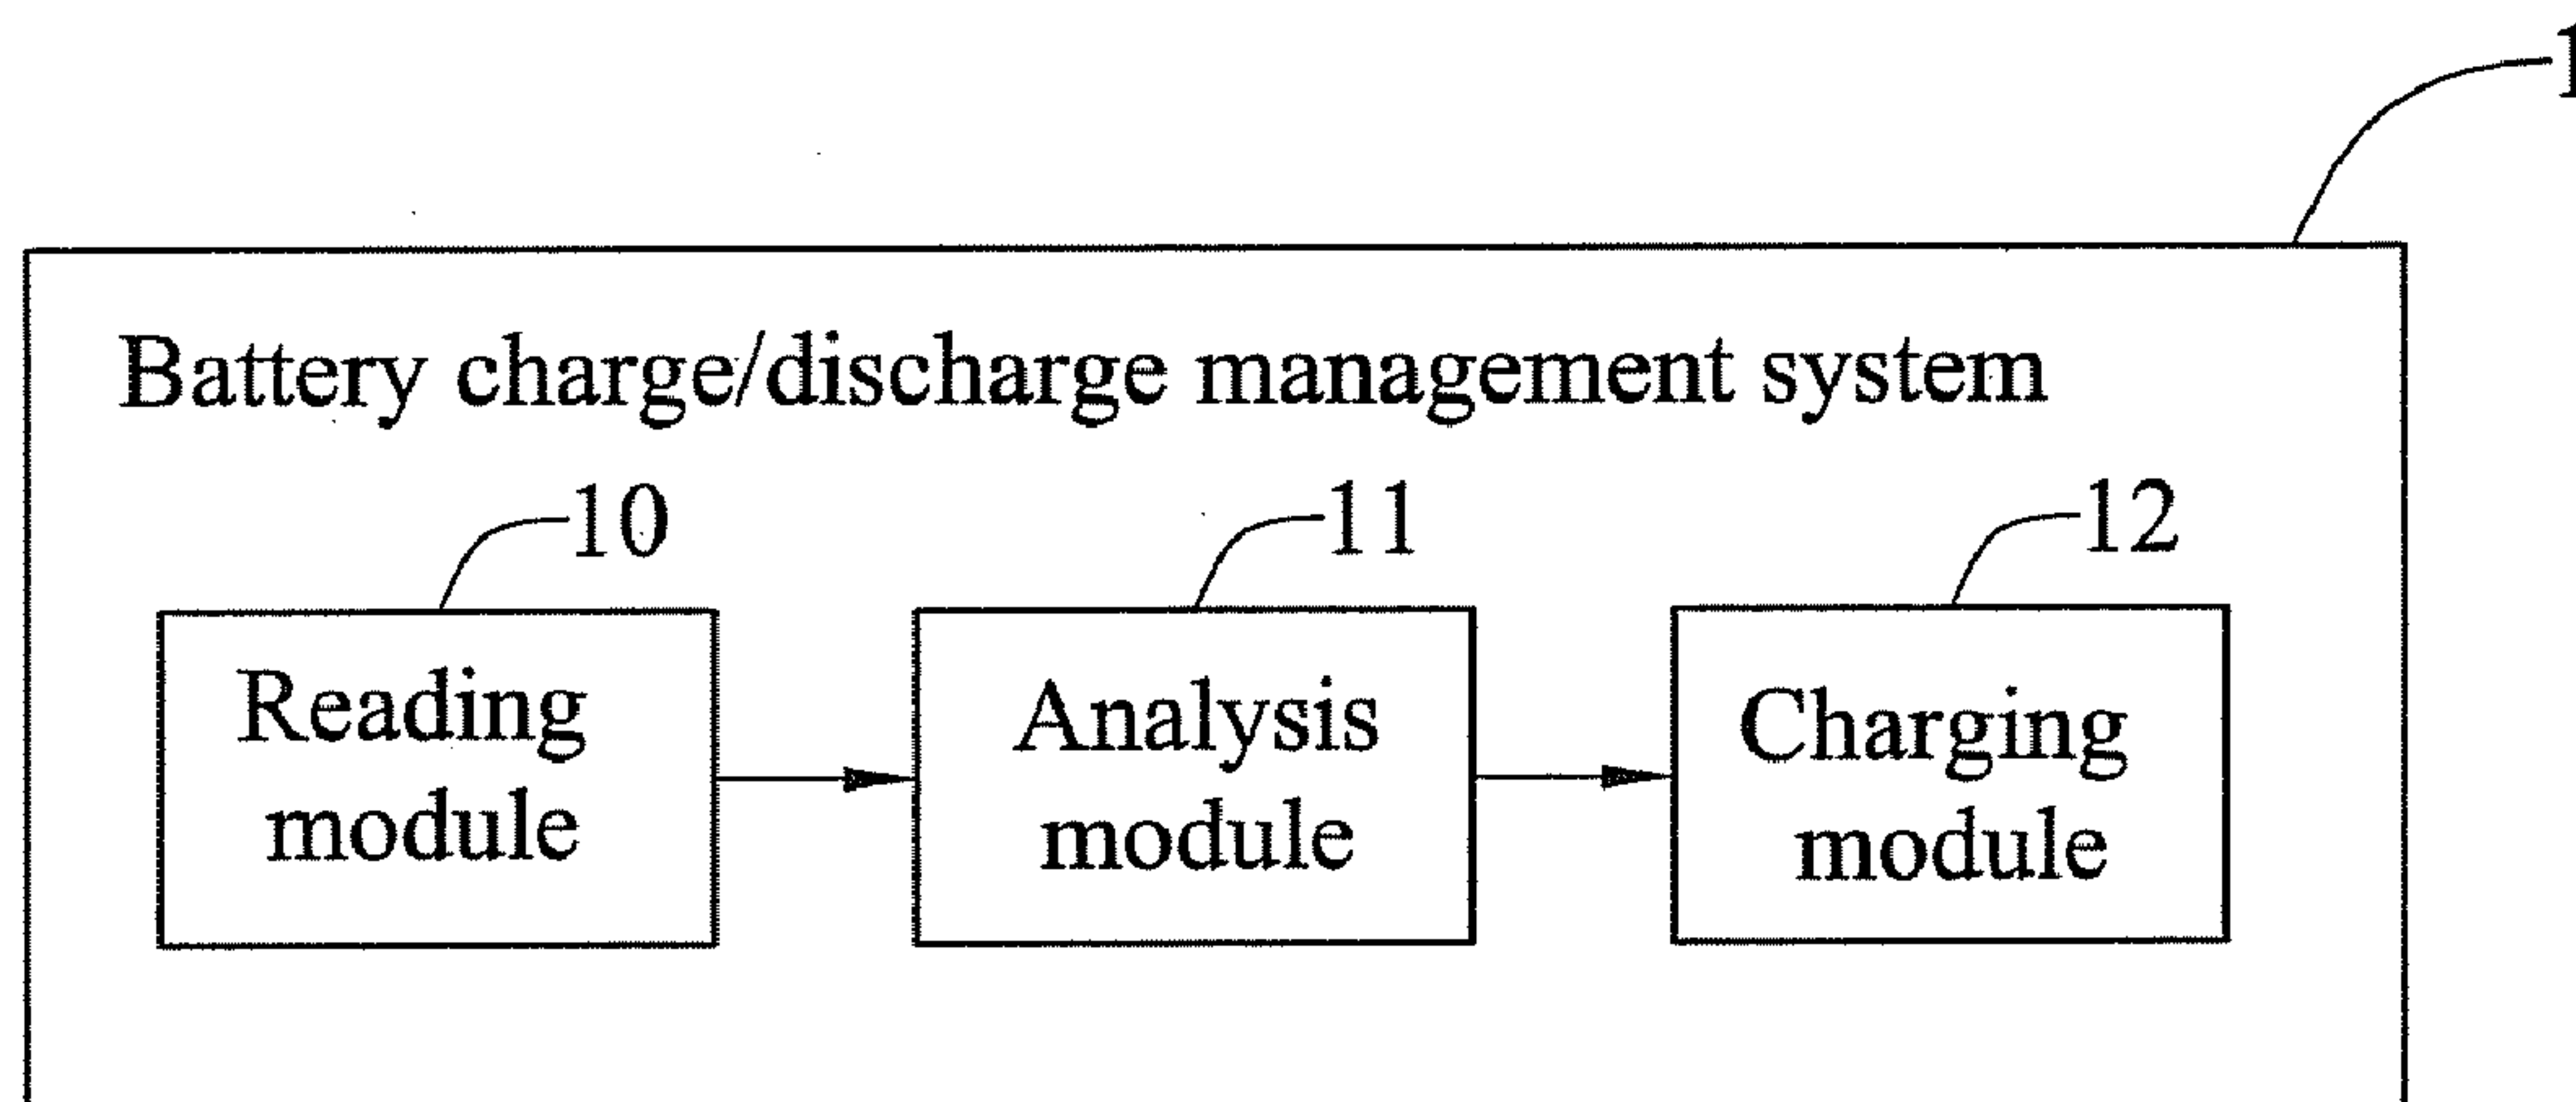 1
Battery charge/discharge management system
10
11
12
Reading
module
Analysis
module
Charging
module